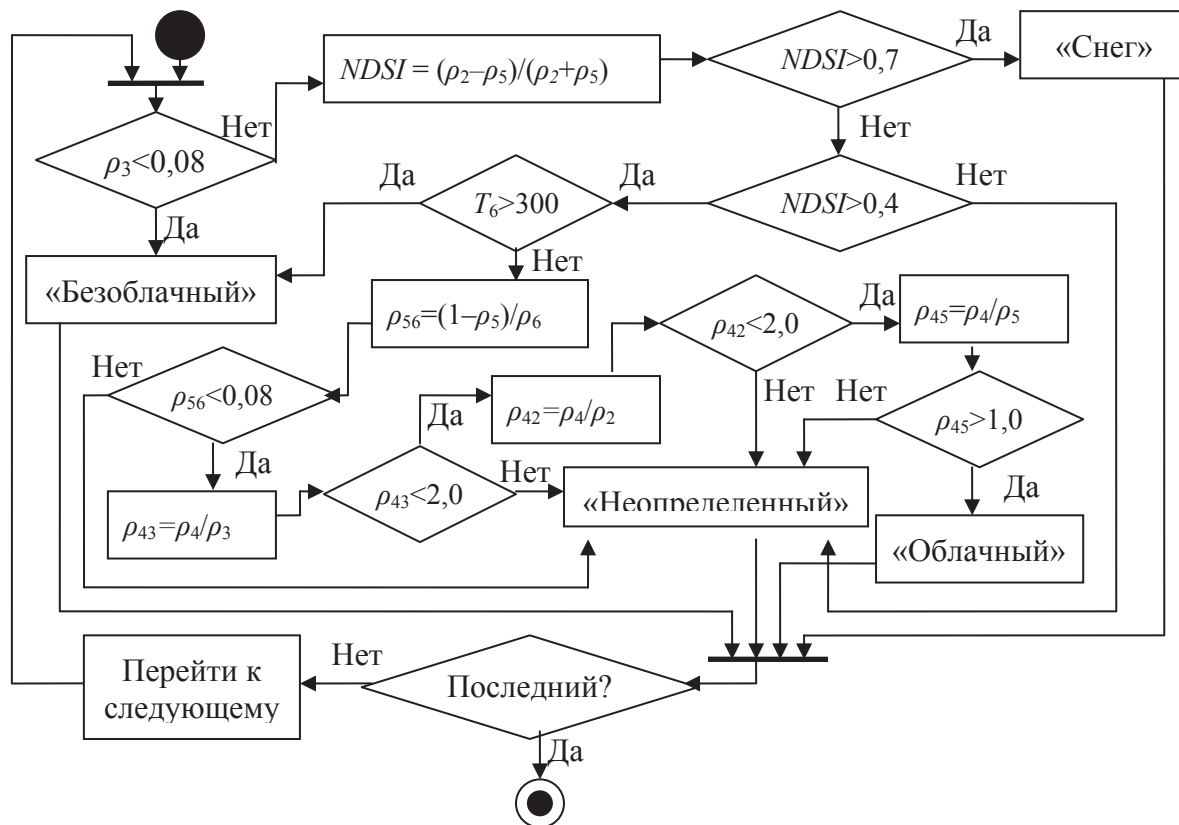 Да
«Снег»
NDSI = (ρ2–ρ5)/(ρ2+ρ5)
NDSI>0,7
Нет
Нет
ρ3<0,08
Да
Да
Да
Нет
T6>300
NDSI>0,4
Нет
«Безоблачный»
Да
ρ45=ρ4/ρ5
ρ56=(1–ρ5)/ρ6
ρ42<2,0
Нет
Нет
Нет
ρ56<0,08
Да
ρ42=ρ4/ρ2
ρ45>1,0
Да
Нет
ρ43<2,0
Да
«Неопределенный»
ρ43=ρ4/ρ3
«Облачный»
Нет
Перейти к
следующему
Последний?
Да